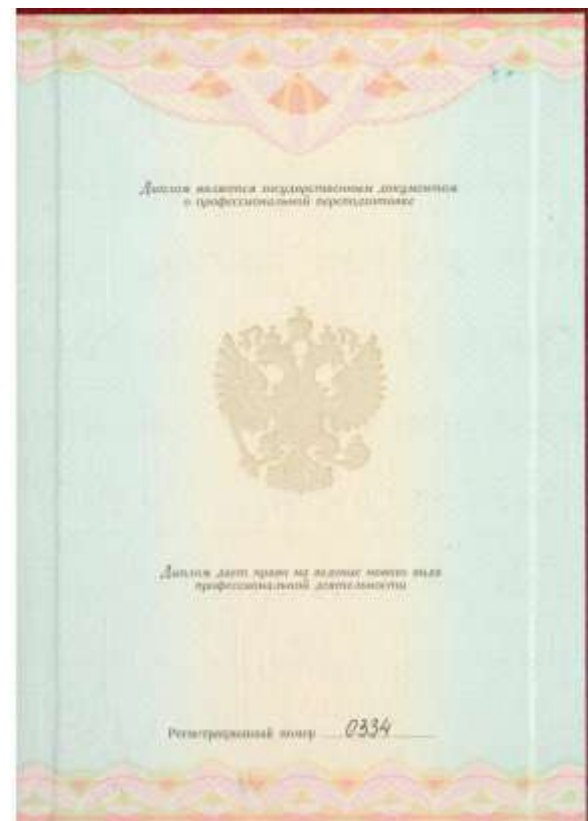 Диплом является государственным документом
о профессиональной переподготовке
Диплом дает право на ведение нового вида
профессиональной деятельности
Регистрационный номер 0334